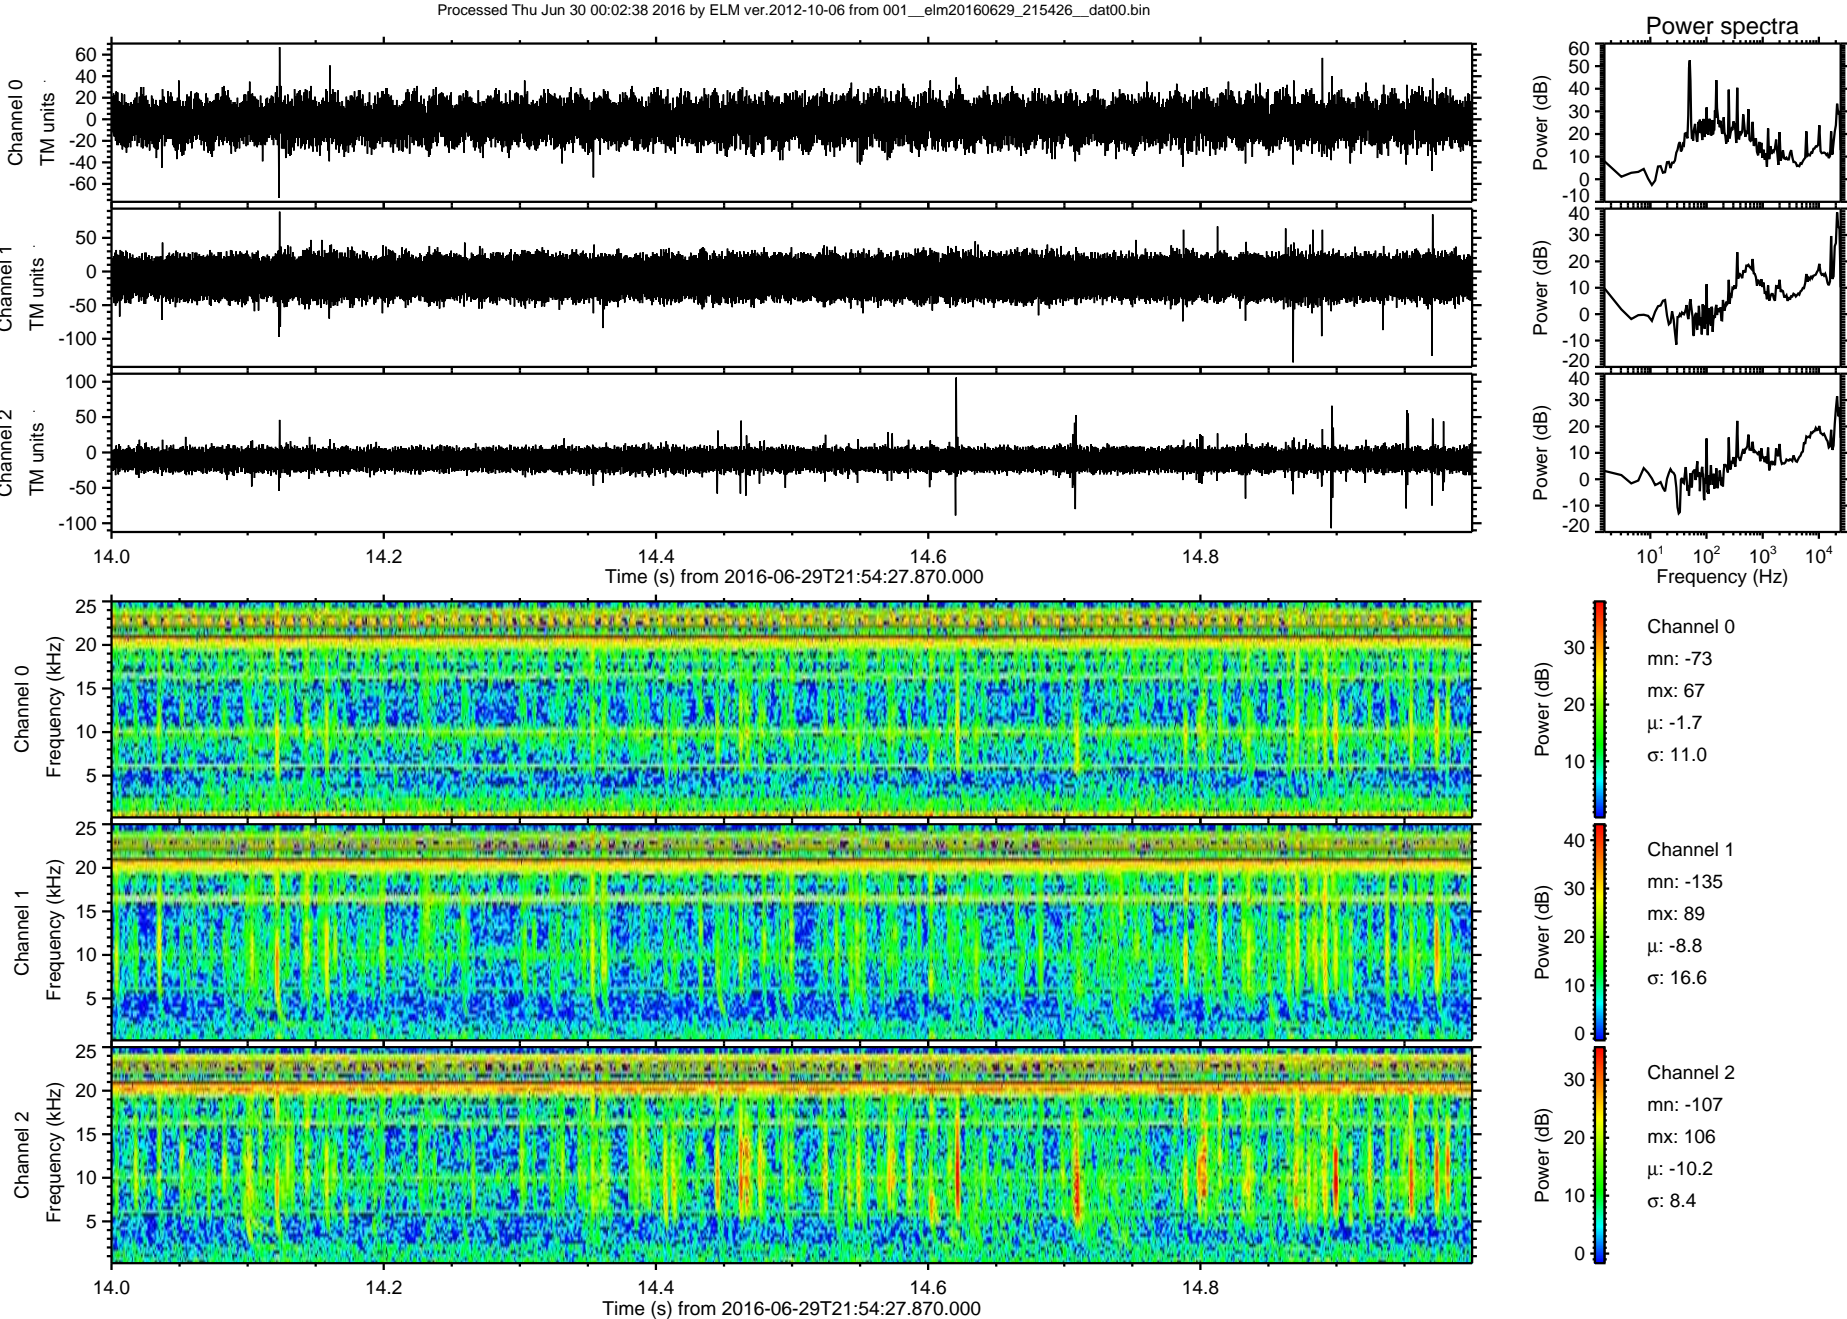 Processed Thu Jun 30 00:02:38 2016 by ELM ver.2012-10-06 from 001__elm20160629_215426__dat00.bin
Power spectra
Channel 0
TM units
60
40
20
0
-20
-40
-60
Power (dB)
60
50
40
30
20
10
0
-10
Channel 1
TM units
50
0
-50
-100
Power (dB)
40
30
20
10
0
-10
-20
Channel 2
TM units
100
50
0
-50
-100
Power (dB)
40
30
20
10
0
-10
-20
14.0 14.2 14.4 14.6 14.8
Time (s) from 2016-06-29T21:54:27.870.000
10¹ 10² 10³ 10⁴
Frequency (Hz)
Channel 0
Frequency (kHz)
25
20
15
10
5
Power (dB)
30
20
10
Channel 0
mn: -73
mx: 67
μ: -1.7
σ: 11.0
Channel 1
Frequency (kHz)
25
20
15
10
5
Power (dB)
40
30
20
10
0
Channel 1
mn: -135
mx: 89
μ: -8.8
σ: 16.6
Channel 2
Frequency (kHz)
25
20
15
10
5
Power (dB)
30
20
10
0
Channel 2
mn: -107
mx: 106
μ: -10.2
σ: 8.4
14.0 14.2 14.4 14.6 14.8
Time (s) from 2016-06-29T21:54:27.870.000